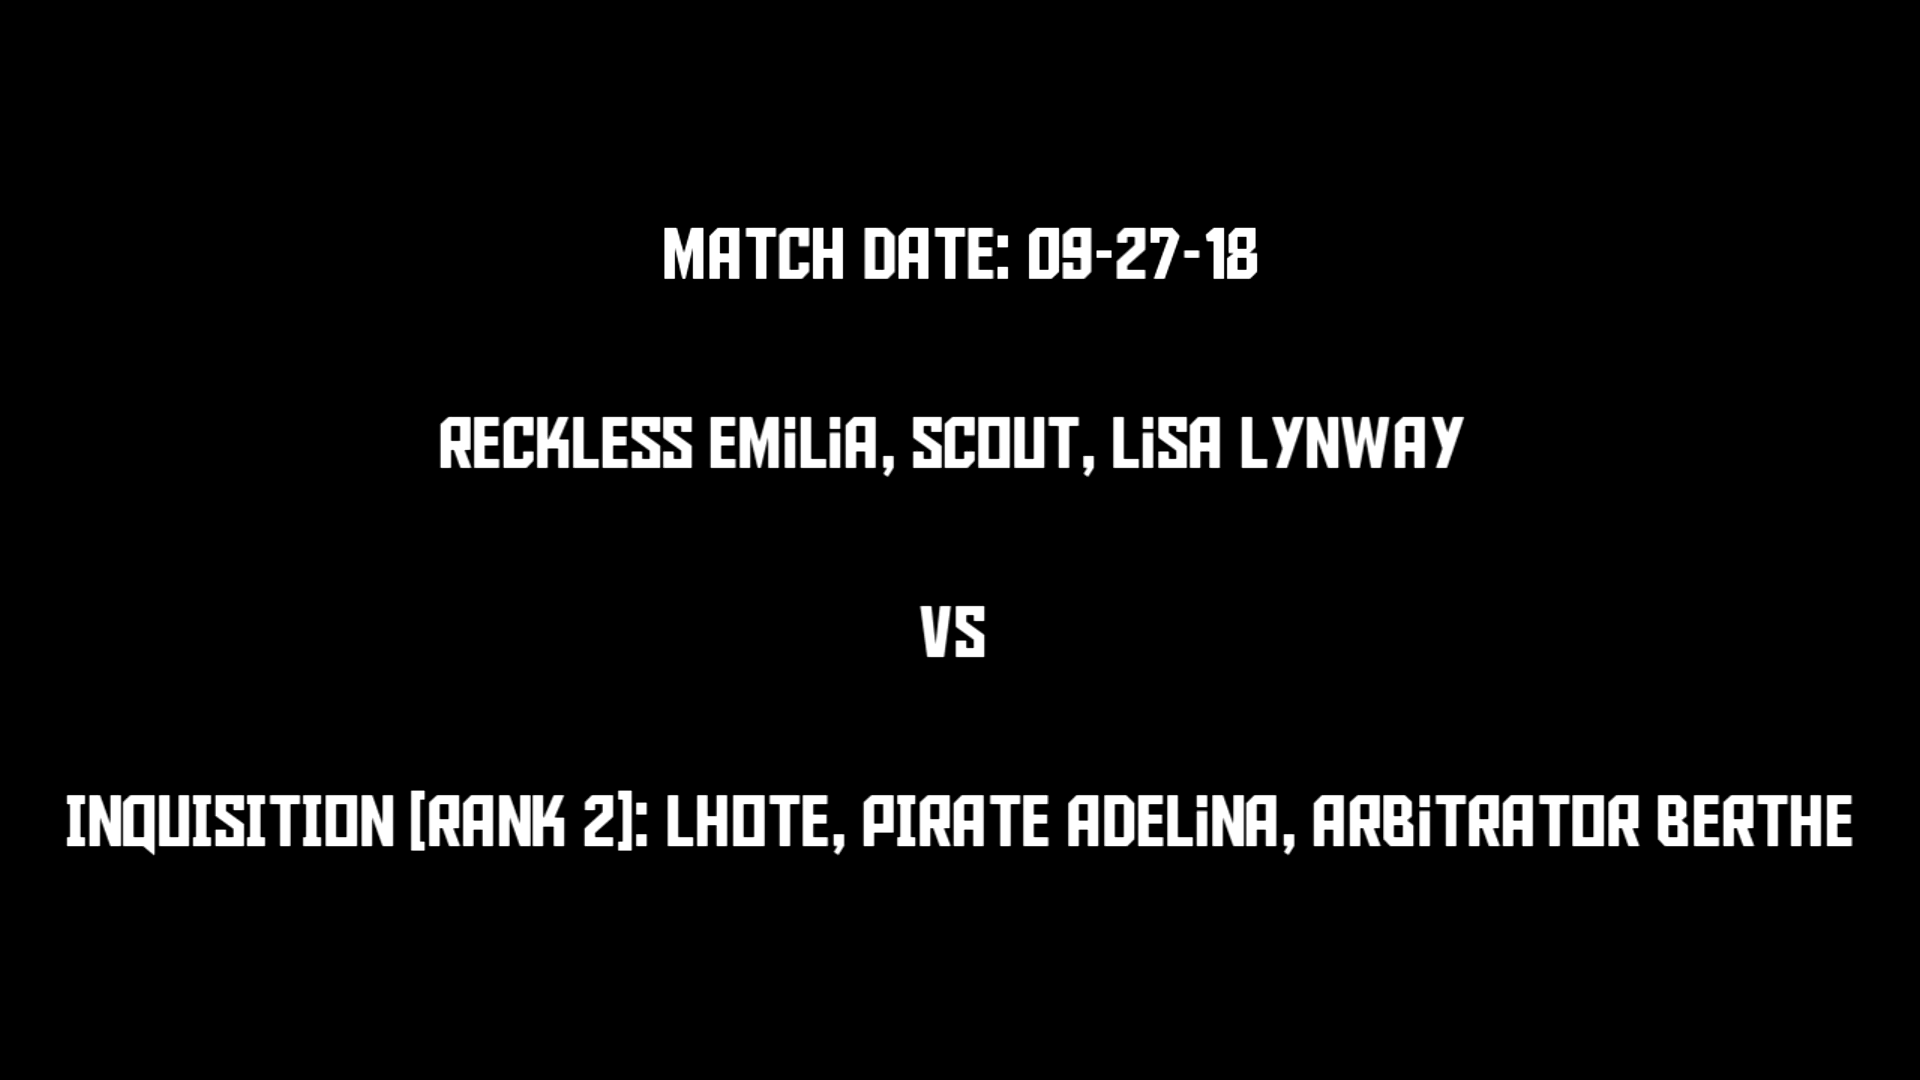 MATCH DATE: 09-27-18
RECKLESS EMiLiA, SCOUT, LiSA LYNWAY
VS
INQUISITION [RANK 2]: LHOTE, PIRATE ADELiNA, ARBiTRATOR BERTHE